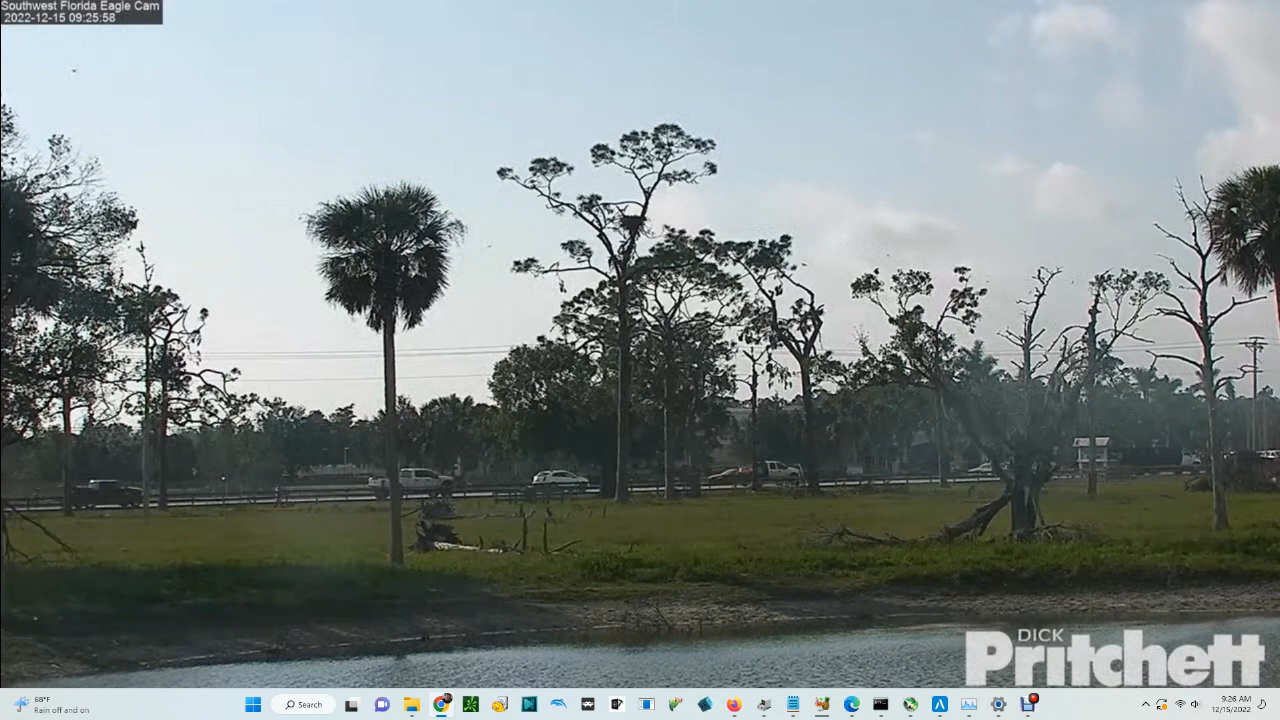 Southwest Florida Eagle Cam
2022-12-15 09:25:58
DICK
Pritchett
68°F
Rain off and on
Search
9:26 AM
12/15/2022